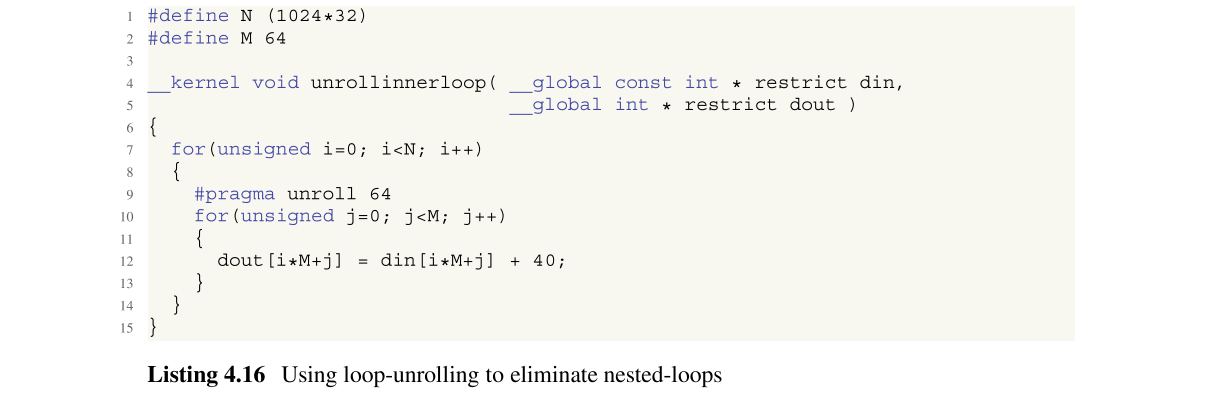 1 #define N (1024*32)
2 #define M 64
3
4 __kernel void unrollinnerloop( __global const int * restrict din,
5                                __global int * restrict dout )
6 {
7   for(unsigned i=0; i<N; i++)
8   {
9     #pragma unroll 64
10     for(unsigned j=0; j<M; j++)
11     {
12       dout[i*M+j] = din[i*M+j] + 40;
13     }
14   }
15 }
Listing 4.16 Using loop-unrolling to eliminate nested-loops